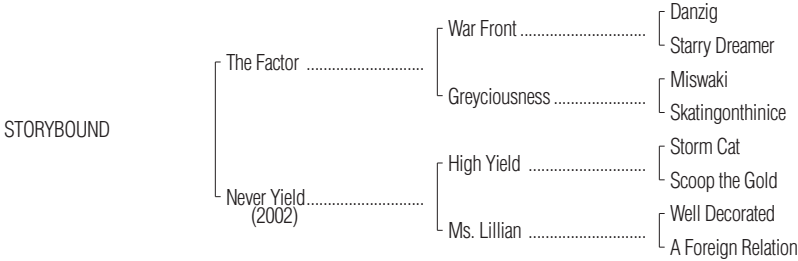 Danzig
War Front ..............................
Starry Dreamer
The Factor ............................
Miswaki
Greyciousness ......................
Skatingonthinice
STORYBOUND
Storm Cat
High Yield ............................
Scoop the Gold
Never Yield............................
(2002)
Well Decorated
Ms. Lillian ............................
A Foreign Relation